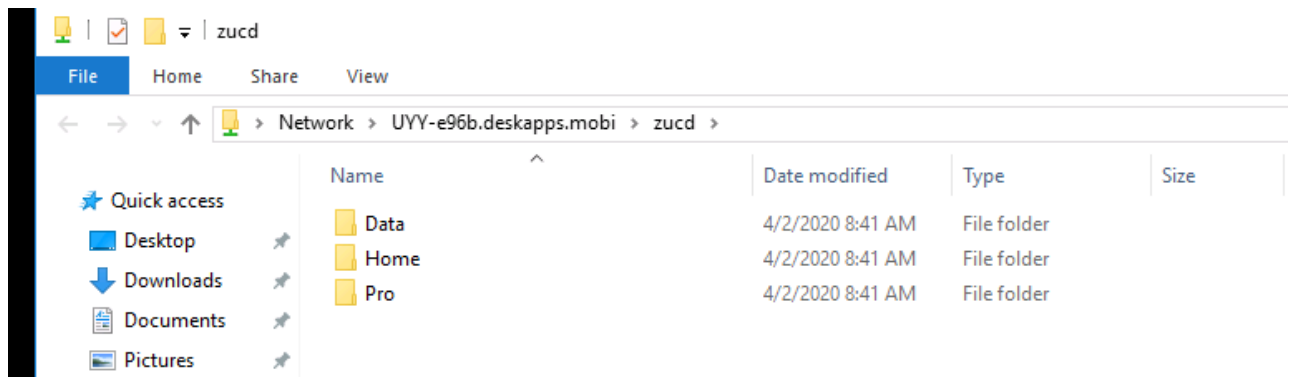 zucd
File Home Share View
Network > UYY-e96b.deskapps.mobi > zucd >
Name Date modified Type Size
Quick access
Desktop
Downloads
Documents
Pictures
Data 4/2/2020 8:41 AM File folder
Home 4/2/2020 8:41 AM File folder
Pro 4/2/2020 8:41 AM File folder